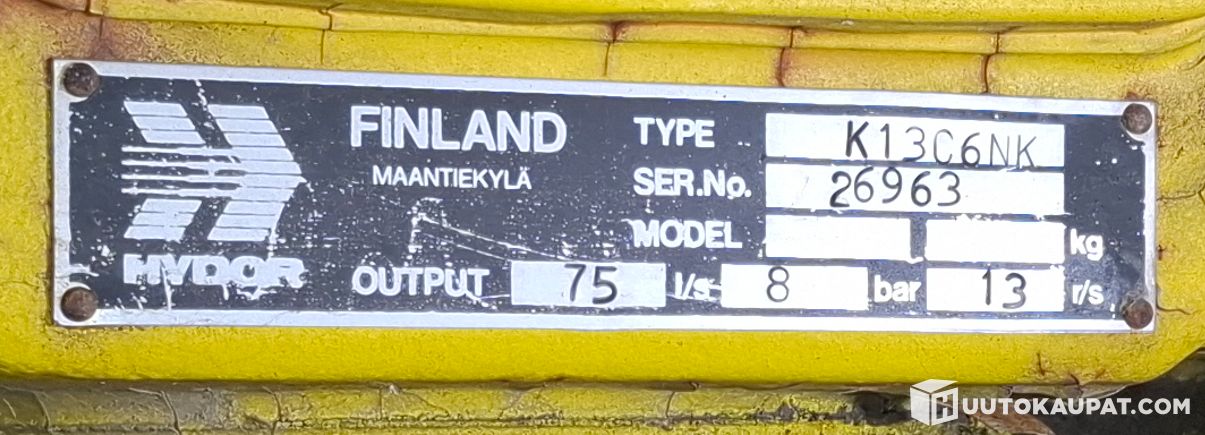 FINLAND
MAANTIEKYLÄ
HYDOR
TYPE K13C6NK
SER.No. 26963
MODEL kg
OUTPUT 75 l/s 8 bar 13 r/s
HUUTOKAUPAT.COM